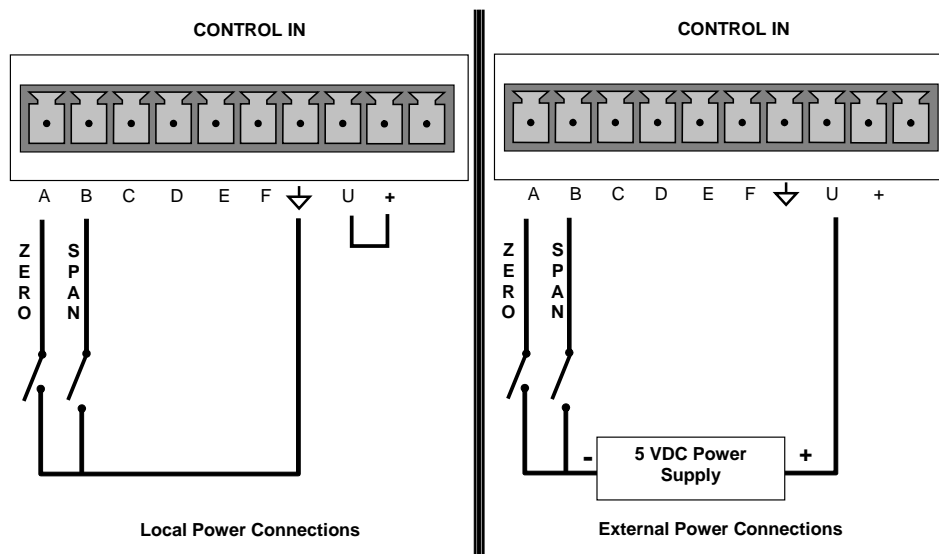 CONTROL IN
A B C D E F U +
ZERO
SPAN
Local Power Connections
CONTROL IN
A B C D E F U +
ZERO
SPAN
- 5 VDC Power +
Supply
External Power Connections